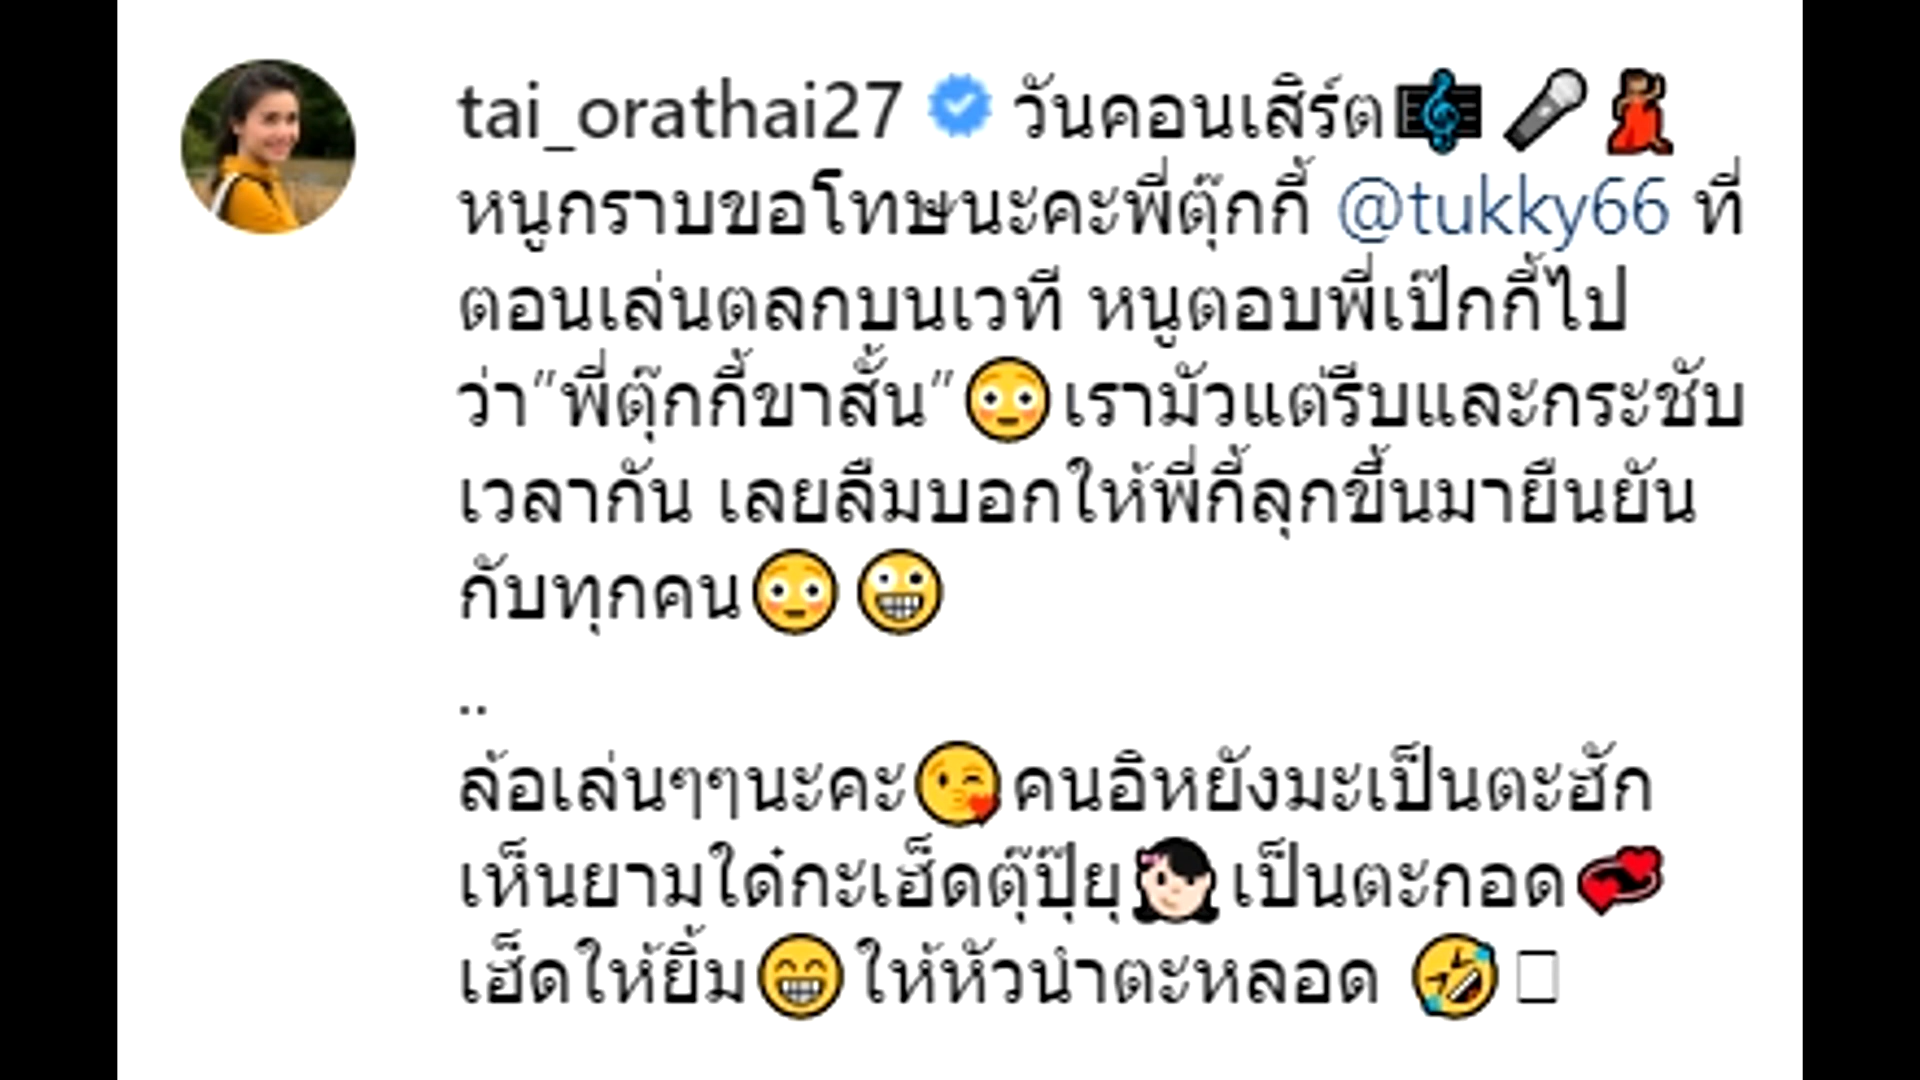 tai_orathai27 วันคอนเสิร์ต🎼🎤💃🏽
หนูกราบขอโทษนะคะพี่ตุ๊กกี้ @tukky66 ที่
ตอนเล่นตลกบนเวที หนูตอบพี่เป๊กกี้ไป
ว่า"พี่ตุ๊กกี้ขาสั้น"😳เรามัวแต่รีบและกระชับ
เวลากัน เลยลืมบอกให้พี่กี้ลุกขึ้นมายืนยัน
กับทุกคน😳😀
..
ล้อเล่นๆๆนะคะ😘คนอิหยังมะเป็นตะฮัก
เห็นยามใด๋กะเฮ็ดตุ๊ปุ๊ยุ👧🏻เป็นตะกอด💞
เฮ็ดให้ยิ้ม😁ให้หัวนำตะหลอด 🤣